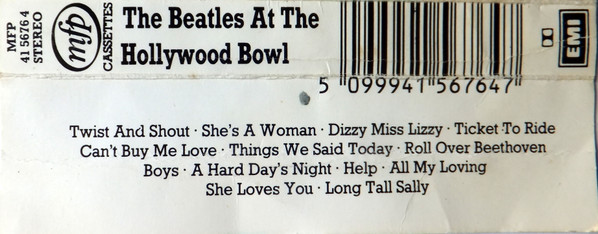 MFP
41 5676 4
STEREO
mfp
CASSETTES
The Beatles At The
Hollywood Bowl
EMI
5 "099941"567647"
Twist And Shout · She's A Woman · Dizzy Miss Lizzy · Ticket To Ride
Can't Buy Me Love · Things We Said Today · Roll Over Beethoven
Boys · A Hard Day's Night · Help · All My Loving
She Loves You · Long Tall Sally